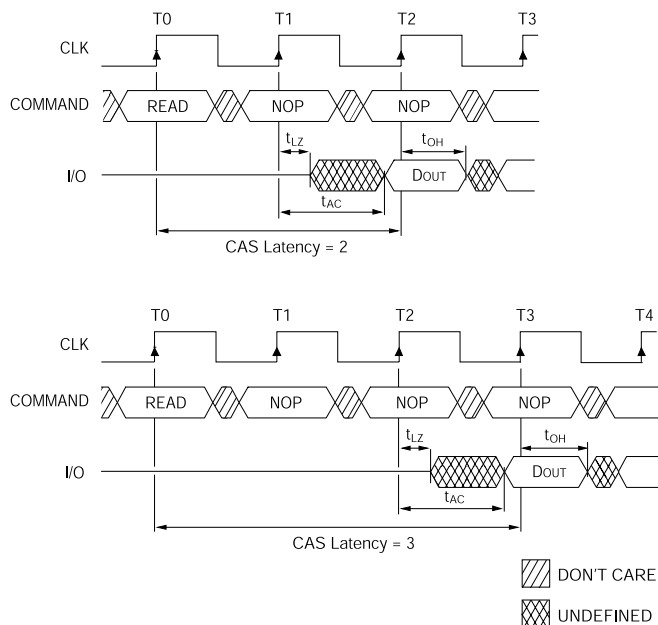 T0 T1 T2 T3
CLK
COMMAND READ NOP NOP
tLZ tOH
I/O DOUT
tAC
CAS Latency = 2
T0 T1 T2 T3 T4
CLK
COMMAND READ NOP NOP NOP
tLZ tOH
I/O DOUT
tAC
CAS Latency = 3
DON'T CARE
UNDEFINED